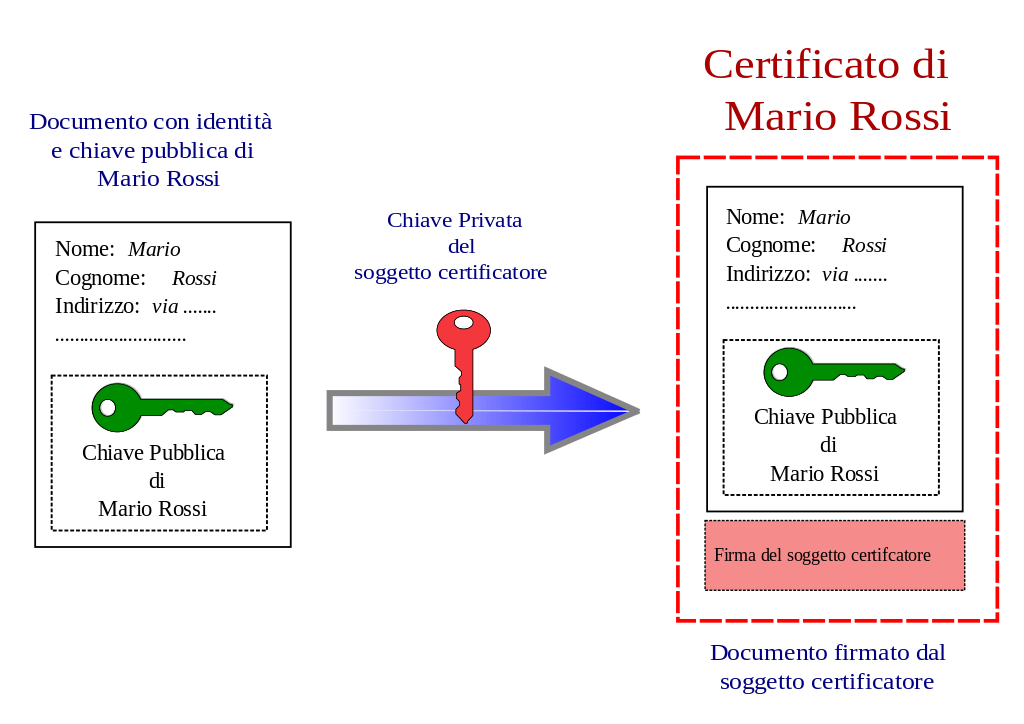 Certificato di
Mario Rossi
Documento con identità
e chiave pubblica di
Mario Rossi
Nome: Mario
Cognome: Rossi
Indirizzo: via .......
...........................
Chiave Pubblica
di
Mario Rossi
Chiave Privata
del
soggetto certificatore
Nome: Mario
Cognome: Rossi
Indirizzo: via .......
...........................
Chiave Pubblica
di
Mario Rossi
Firma del soggetto certifcatore
Documento firmato dal
soggetto certificatore